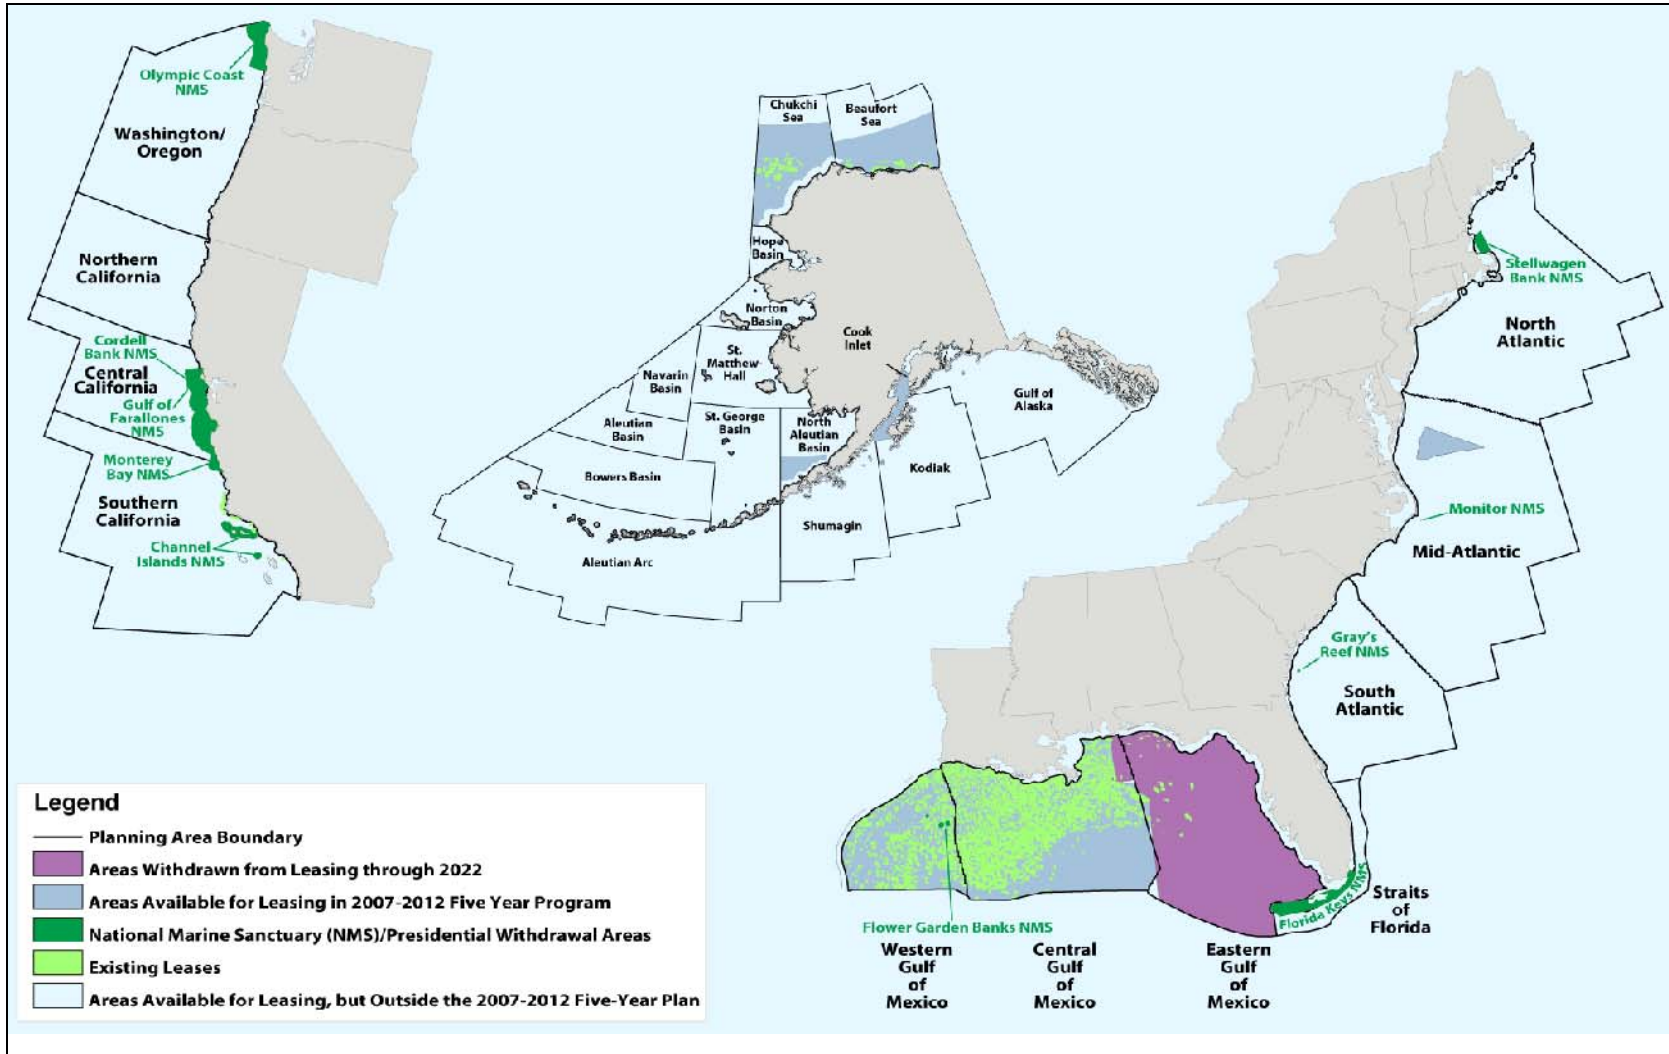 Olympic Coast
NMS
Washington/
Oregon
Northern
California
Cordell
Bank NMS
Central
California
Gulf of
Farallones
NMS
Monterey
Bay NMS
Southern
California
Channel
Islands NMS
Chukchi
Sea
Beaufort
Sea
Hope
Basin
Norton
Basin
Cook
Inlet
St.
Matthew-
Hall
Navarin
Basin
Gulf of
Alaska
St. George
Basin
North
Aleutian
Basin
Aleutian
Basin
Bowers Basin
Kodiak
Shumagin
Aleutian Arc
Stellwagen
Bank NMS
North
Atlantic
Monitor NMS
Mid-Atlantic
Gray's
Reef NMS
South
Atlantic
Florida Keys NMS
Straits
of
Florida
Flower Garden Banks NMS
Western
Gulf
of
Mexico
Central
Gulf
of
Mexico
Eastern
Gulf
of
Mexico
Legend
Planning Area Boundary
Areas Withdrawn from Leasing through 2022
Areas Available for Leasing in 2007-2012 Five Year Program
National Marine Sanctuary (NMS)/Presidential Withdrawal Areas
Existing Leases
Areas Available for Leasing, but Outside the 2007-2012 Five-Year Plan